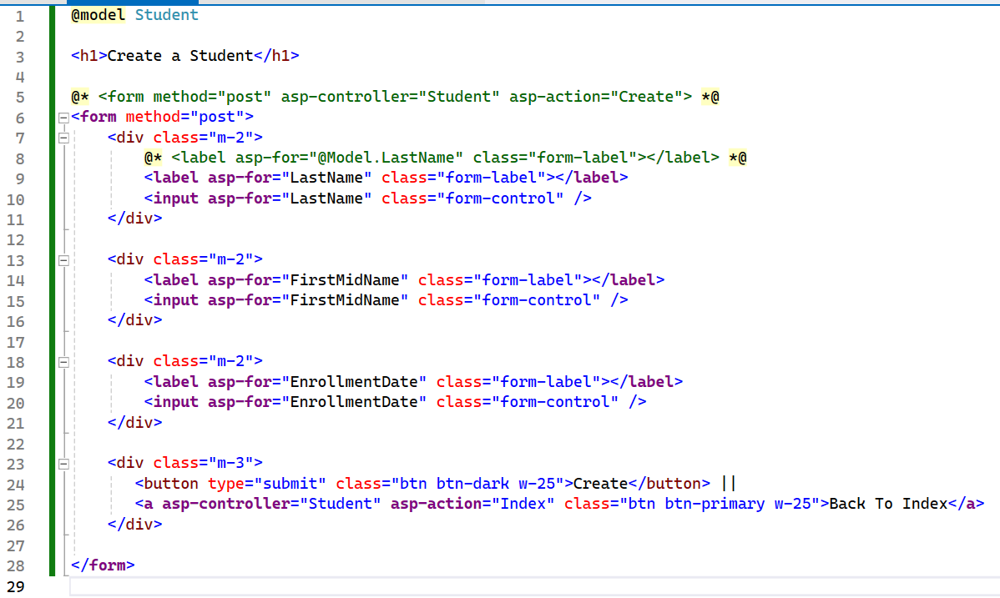 1 @model Student
2
3 <h1>Create a Student</h1>
4
5 @* <form method="post" asp-controller="Student" asp-action="Create"> *@
6 <form method="post">
7     <div class="m-2">
8         @* <label asp-for="@Model.LastName" class="form-label"></label> *@
9         <label asp-for="LastName" class="form-label"></label>
10         <input asp-for="LastName" class="form-control" />
11     </div>
12
13     <div class="m-2">
14         <label asp-for="FirstMidName" class="form-label"></label>
15         <input asp-for="FirstMidName" class="form-control" />
16     </div>
17
18     <div class="m-2">
19         <label asp-for="EnrollmentDate" class="form-label"></label>
20         <input asp-for="EnrollmentDate" class="form-control" />
21     </div>
22
23     <div class="m-3">
24        <button type="submit" class="btn btn-dark w-25">Create</button> ||
25        <a asp-controller="Student" asp-action="Index" class="btn btn-primary w-25">Back To Index</a>
26     </div>
27
28 </form>
29